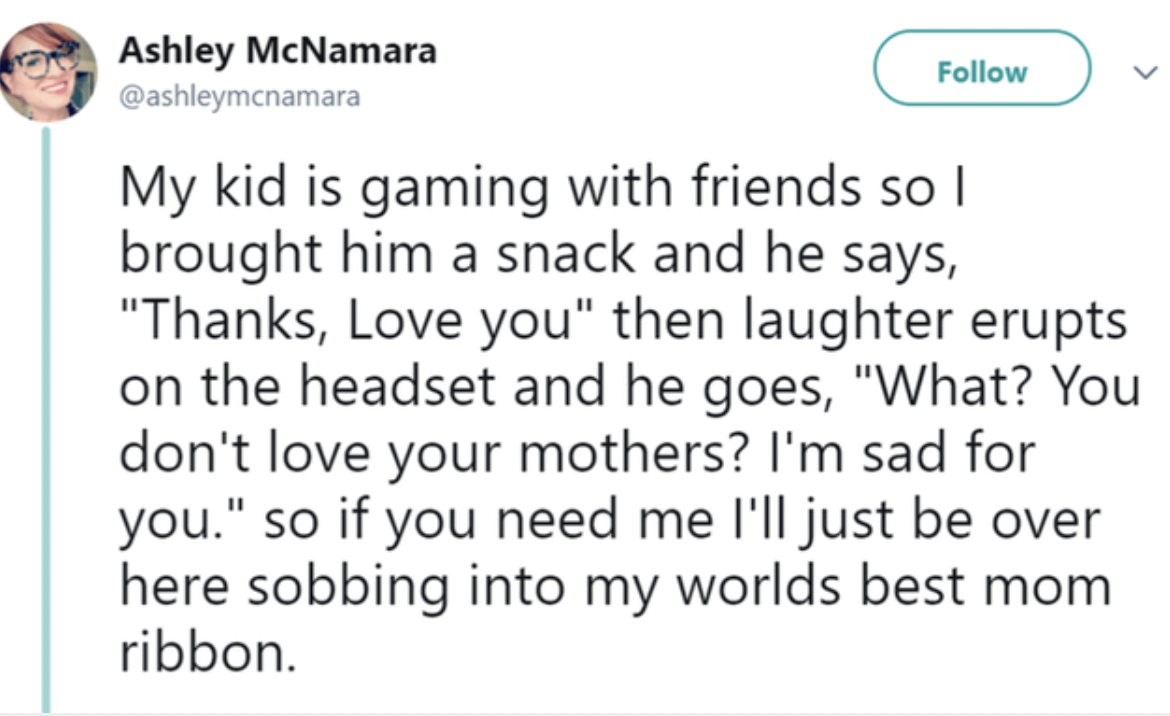 Ashley McNamara
@ashleymcnamara
Follow
My kid is gaming with friends so I
brought him a snack and he says,
"Thanks, Love you" then laughter erupts
on the headset and he goes, "What? You
don't love your mothers? I'm sad for
you." so if you need me I'll just be over
here sobbing into my worlds best mom
ribbon.